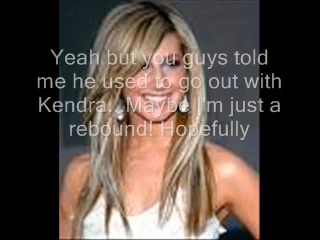 Yeah but you guys told
me he used to go out with
Kendra...Maybe I'm just a
rebound! Hopefully